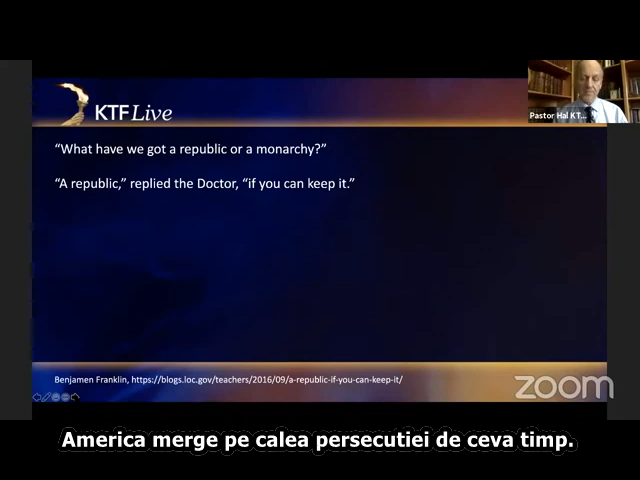 KTF Live
Pastor Hal KT...
“What have we got a republic or a monarchy?”
“A republic,” replied the Doctor, “if you can keep it.”
Benjamen Franklin, https://blogs.loc.gov/teachers/2016/09/a-republic-if-you-can-keep-it/
zoom
America merge pe calea persecutiei de ceva timp.